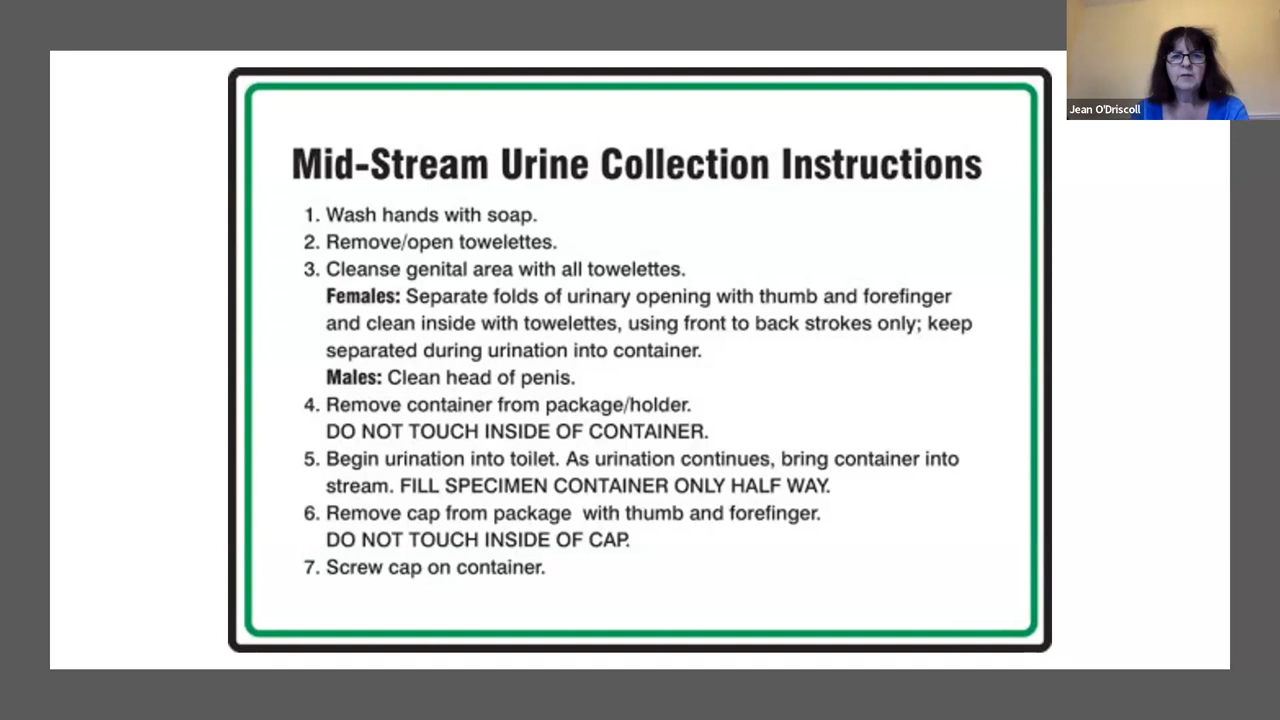 Mid-Stream Urine Collection Instructions
1. Wash hands with soap.
2. Remove/open towelettes.
3. Cleanse genital area with all towelettes.
Females: Separate folds of urinary opening with thumb and forefinger
and clean inside with towelettes, using front to back strokes only; keep
separated during urination into container.
Males: Clean head of penis.
4. Remove container from package/holder.
DO NOT TOUCH INSIDE OF CONTAINER.
5. Begin urination into toilet. As urination continues, bring container into
stream. FILL SPECIMEN CONTAINER ONLY HALF WAY.
6. Remove cap from package with thumb and forefinger.
DO NOT TOUCH INSIDE OF CAP.
7. Screw cap on container.
Jean O'Driscoll